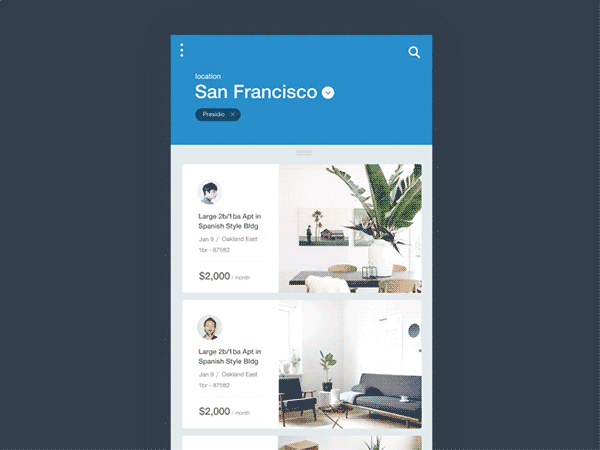 location
San Francisco
Presidio
Large 2b/1ba Apt in
Spanish Style Bldg
Jan 9 / Oakland East
1br - 875ft2
$2,000 / month
Large 2b/1ba Apt in
Spanish Style Bldg
Jan 9 / Oakland East
1br - 875ft2
$2,000 / month